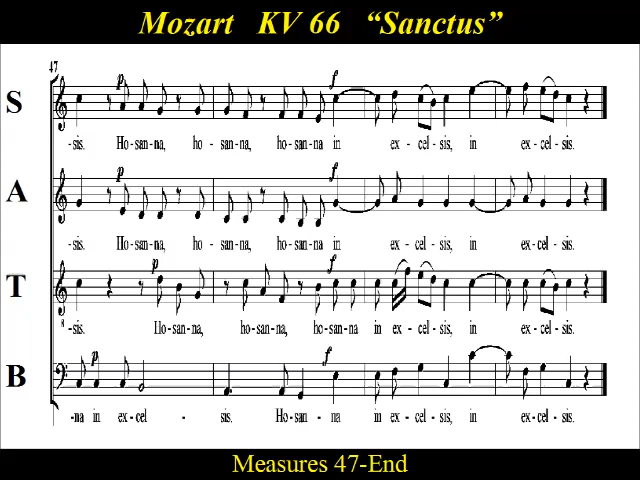 Mozart KV 66 “Sanctus”
47
p f
S
-sis. Ho-san-na, ho - san-na, ho-san-na in ex - cel - sis, in ex - cel - sis.
p f
A
-sis. Ho-san-na, ho - san-na, ho-san-na in ex - cel - sis, in ex - cel - sis.
p f
T
8
-sis. Ho-san-na, ho-san-na, ho-san-na in ex - cel - sis, in ex - cel - sis.
p f
B
-na in ex-cel - sis. Ho-san - na in ex - cel - sis, in ex - cel - sis.
Measures 47-End